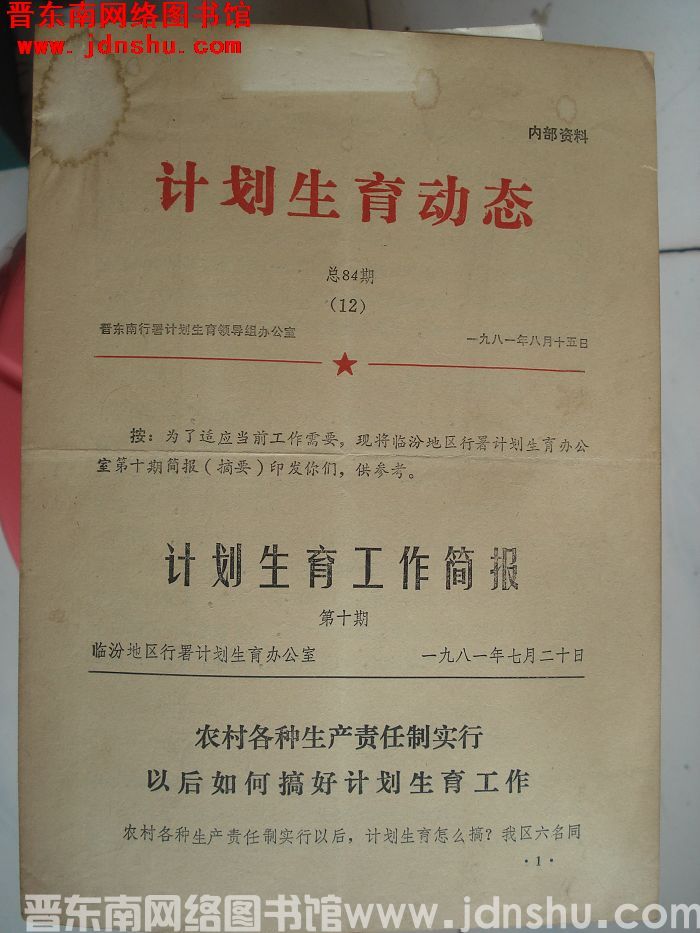 晋东南网络图书馆
www.jdnshu.com
内部资料
计划生育动态
总84期
（12）
晋东南行署计划生育领导组办公室
一九八一年八月十五日
按：为了适应当前工作需要，现将临汾地区行署计划生育办公
室第十期简报（摘要）印发你们，供参考。
计划生育工作简报
第十期
临汾地区行署计划生育办公室
一九八一年七月二十日
农村各种生产责任制实行
以后如何搞好计划生育工作
农村各种生产责任制实行以后，计划生育怎么搞？我区六名同
·1·
晋东南网络图书馆www.jdnshu.com